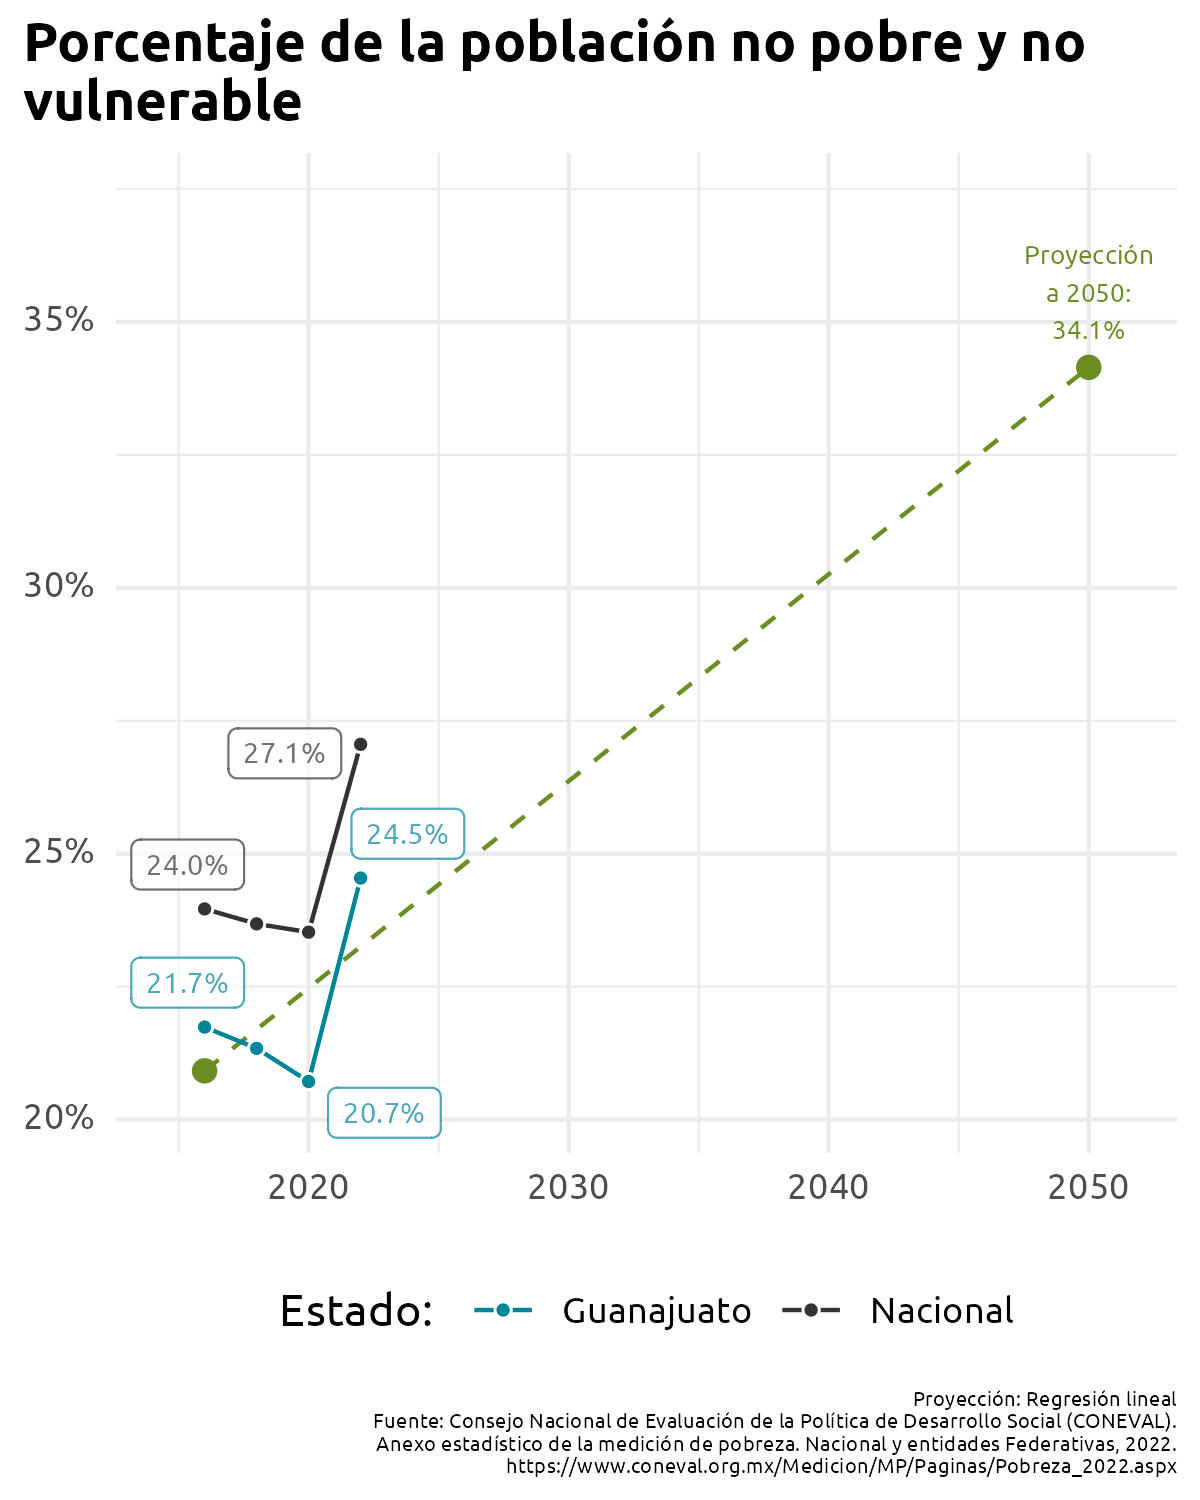 Porcentaje de la población no pobre y no
vulnerable
Proyección
a 2050:
34.1%
35%
30%
27.1%
24.5%
25%
24.0%
21.7%
20.7%
20%
2020
2030
2040
2050
Estado:
Guanajuato
Nacional
Proyección: Regresión lineal
Fuente: Consejo Nacional de Evaluación de la Política de Desarrollo Social (CONEVAL).
Anexo estadístico de la medición de pobreza. Nacional y entidades Federativas, 2022.
https://www.coneval.org.mx/Medicion/MP/Paginas/Pobreza_2022.aspx